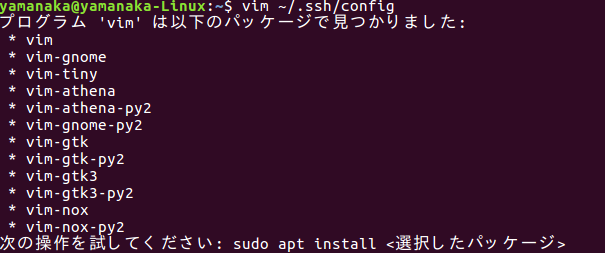 yamanaka@yamanaka-Linux:~$ vim ~/.ssh/config
プログラム 'vim' は以下のパッケージで見つかりました:
 * vim
 * vim-gnome
 * vim-tiny
 * vim-athena
 * vim-athena-py2
 * vim-gnome-py2
 * vim-gtk
 * vim-gtk-py2
 * vim-gtk3
 * vim-gtk3-py2
 * vim-nox
 * vim-nox-py2
次の操作を試してください: sudo apt install <選択したパッケージ>